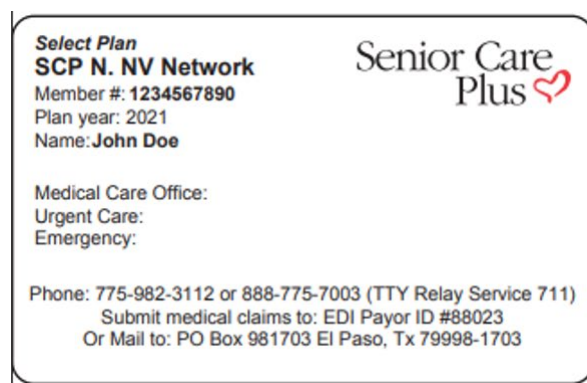 Select Plan
SCP N. NV Network
Member #: 1234567890
Plan year: 2021
Name: John Doe
Senior Care
Plus
Medical Care Office:
Urgent Care:
Emergency:
Phone: 775-982-3112 or 888-775-7003 (TTY Relay Service 711)
Submit medical claims to: EDI Payor ID #88023
Or Mail to: PO Box 981703 El Paso, Tx 79998-1703